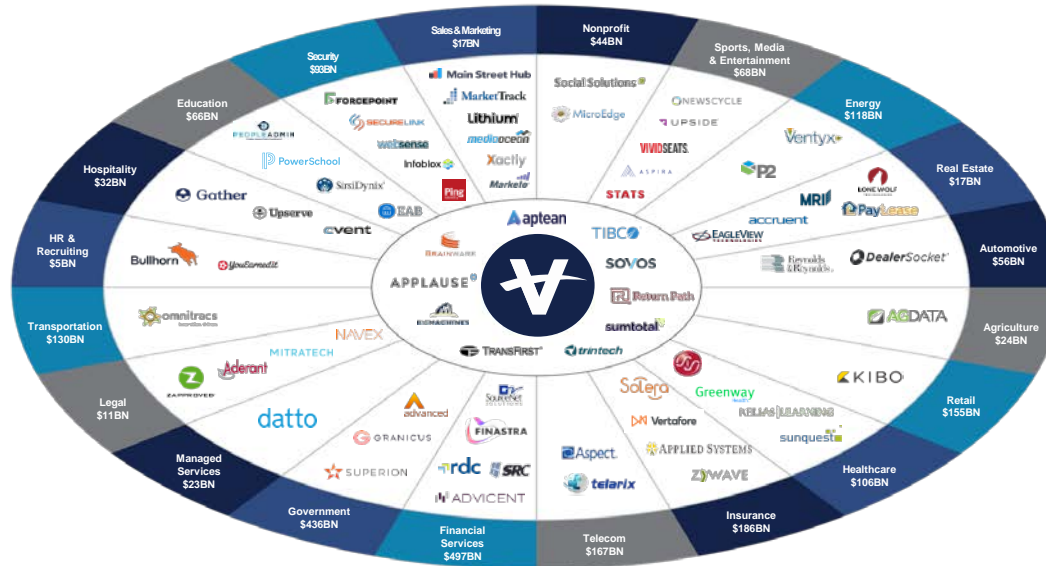 Sales & Marketing
$17BN
Nonprofit
$44BN
Sports, Media
& Entertainment
$68BN
Energy
$118BN
Real Estate
$17BN
Automotive
$56BN
Agriculture
$24BN
Retail
$155BN
Healthcare
$106BN
Insurance
$186BN
Telecom
$167BN
Financial
Services
$497BN
Government
$436BN
Managed
Services
$23BN
Legal
$11BN
Transportation
$130BN
HR &
Recruiting
$5BN
Hospitality
$32BN
Education
$66BN
Security
$93BN
Main Street Hub
MarketTrack
Lithium
mediaocean
Xactly
Marketo
Social Solutions
MicroEdge
NEWSCYCLE
UPSIDE
VIVIDSEATS
ASPIRA
STATS
Ventyx
P2
LONE WOLF
MRI
PayLease
accruent
EAGLEVIEW
TECHNOLOGIES
Reynolds
& Reynolds
DEALERSOCKET
AGDATA
KIBO
Greenway
RELIAS LEARNING
sunquest
Solera
Vertafore
APPLIED SYSTEMS
ZYWAVE
Aspect
telarix
SourceNet
SOLUTIONS
FINASTRA
rdc
SRC
ADVICENT
advanced
GRANICUS
SUPERION
datto
NAVEX
MITRATECH
Aderant
ZAPPROVED
omnitracs
Bullhorn
YouEarnedIt
Gather
Upserve
cvent
PEOPLEADMIN
PowerSchool
SirsiDynix
EAB
FORCEPOINT
SECURELINK
websense
Infoblox
Ping
aptean
TIBCO
BRAINWARE
SOVOS
APPLAUSE
Return Path
BIGMACHINES
sumtotal
TRANSFIRST
trintech